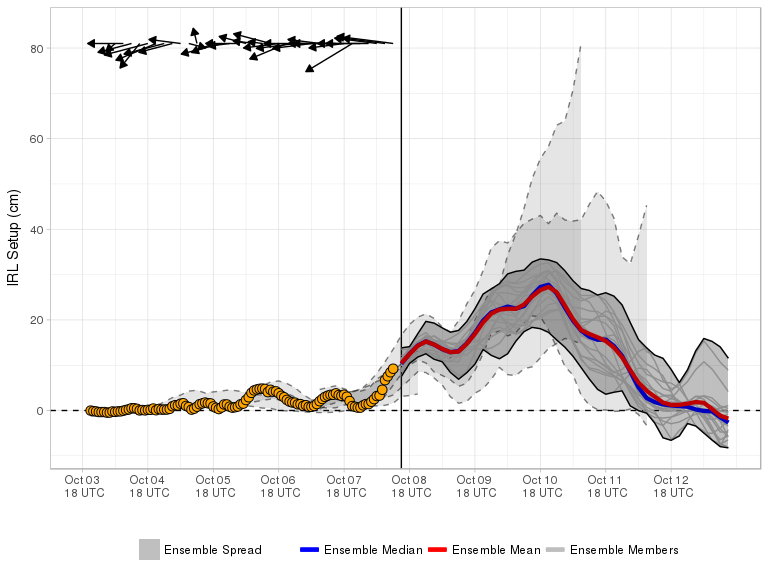 IRL Setup (cm)
80
60
40
20
0
Oct 03 Oct 04 Oct 05 Oct 06 Oct 07 Oct 08 Oct 09 Oct 10 Oct 11 Oct 12
18 UTC 18 UTC 18 UTC 18 UTC 18 UTC 18 UTC 18 UTC 18 UTC 18 UTC 18 UTC
Ensemble Spread Ensemble Median Ensemble Mean Ensemble Members